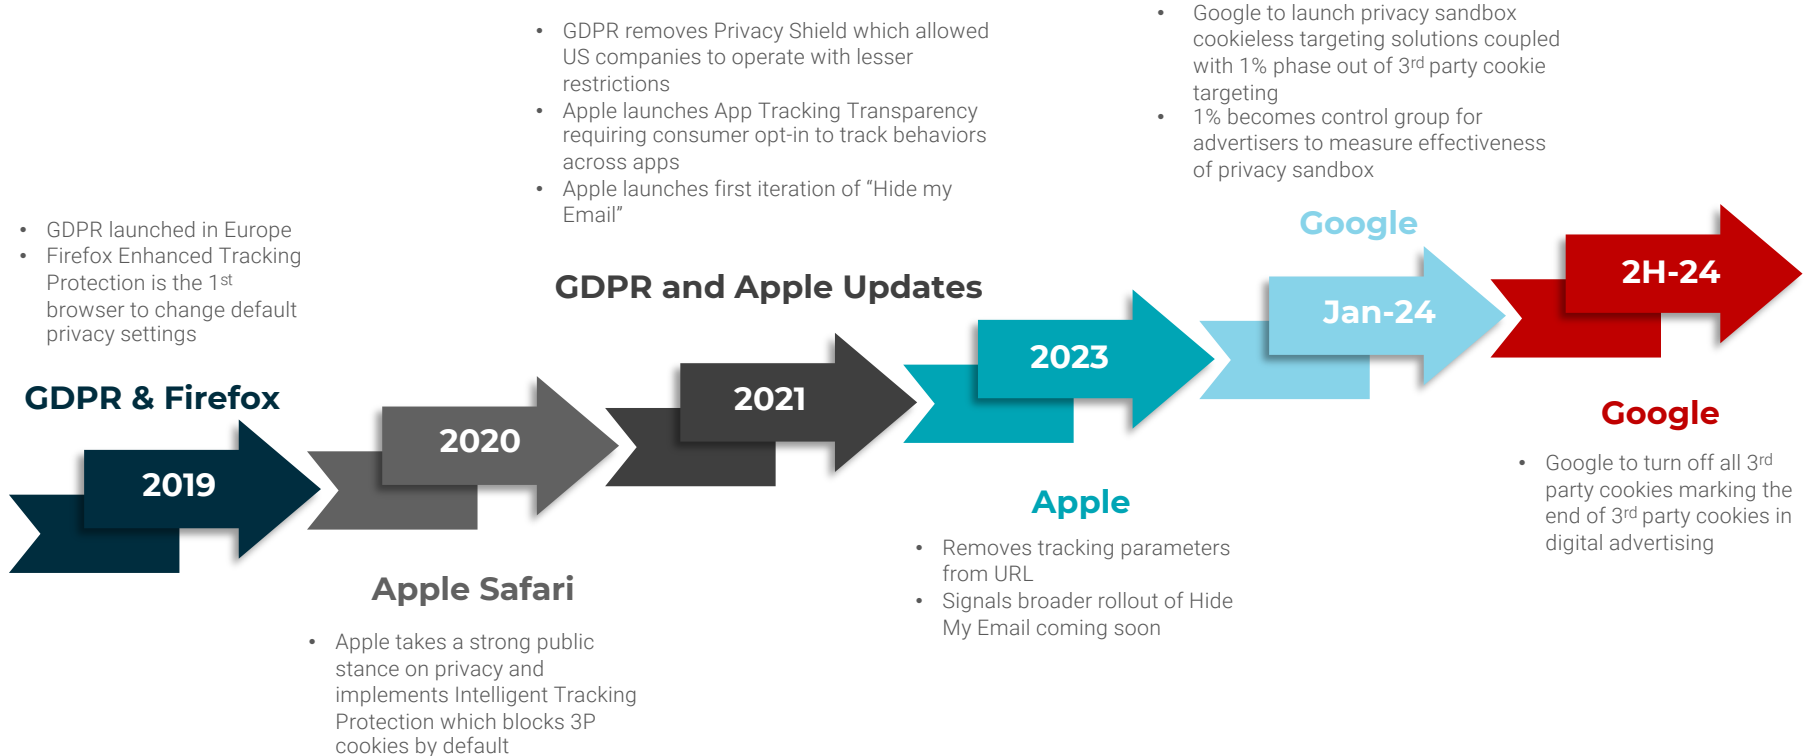 • GDPR launched in Europe
• Firefox Enhanced Tracking
Protection is the 1st
browser to change default
privacy settings
GDPR & Firefox
2019
2020
Apple Safari
• Apple takes a strong public
stance on privacy and
implements Intelligent Tracking
Protection which blocks 3P
cookies by default
• GDPR removes Privacy Shield which allowed
US companies to operate with lesser
restrictions
• Apple launches App Tracking Transparency
requiring consumer opt-in to track behaviors
across apps
• Apple launches first iteration of “Hide my
Email”
GDPR and Apple Updates
2021
2023
Apple
• Removes tracking parameters
from URL
• Signals broader rollout of Hide
My Email coming soon
• Google to launch privacy sandbox
cookieless targeting solutions coupled
with 1% phase out of 3rd party cookie
targeting
• 1% becomes control group for
advertisers to measure effectiveness
of privacy sandbox
Google
Jan-24
2H-24
Google
• Google to turn off all 3rd
party cookies marking the
end of 3rd party cookies in
digital advertising